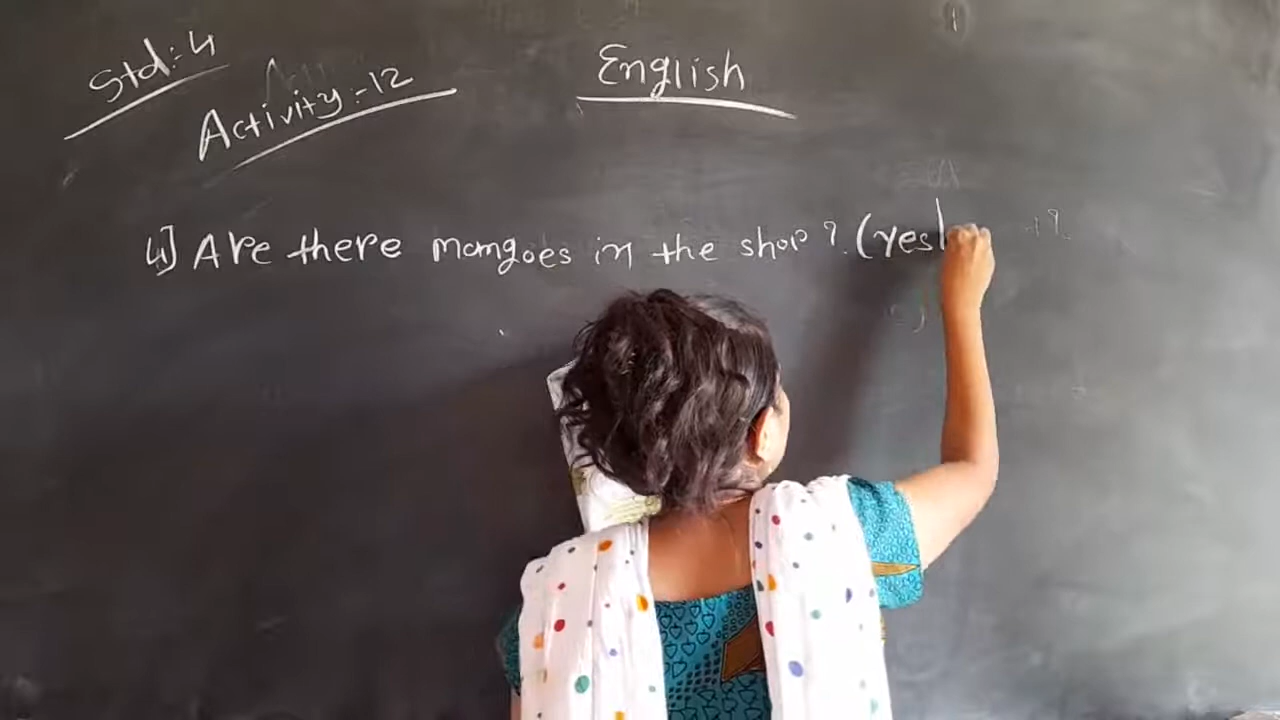 Std:- 4
English
Activity:-12
4] Are there mangoes in the shop ? (yes|